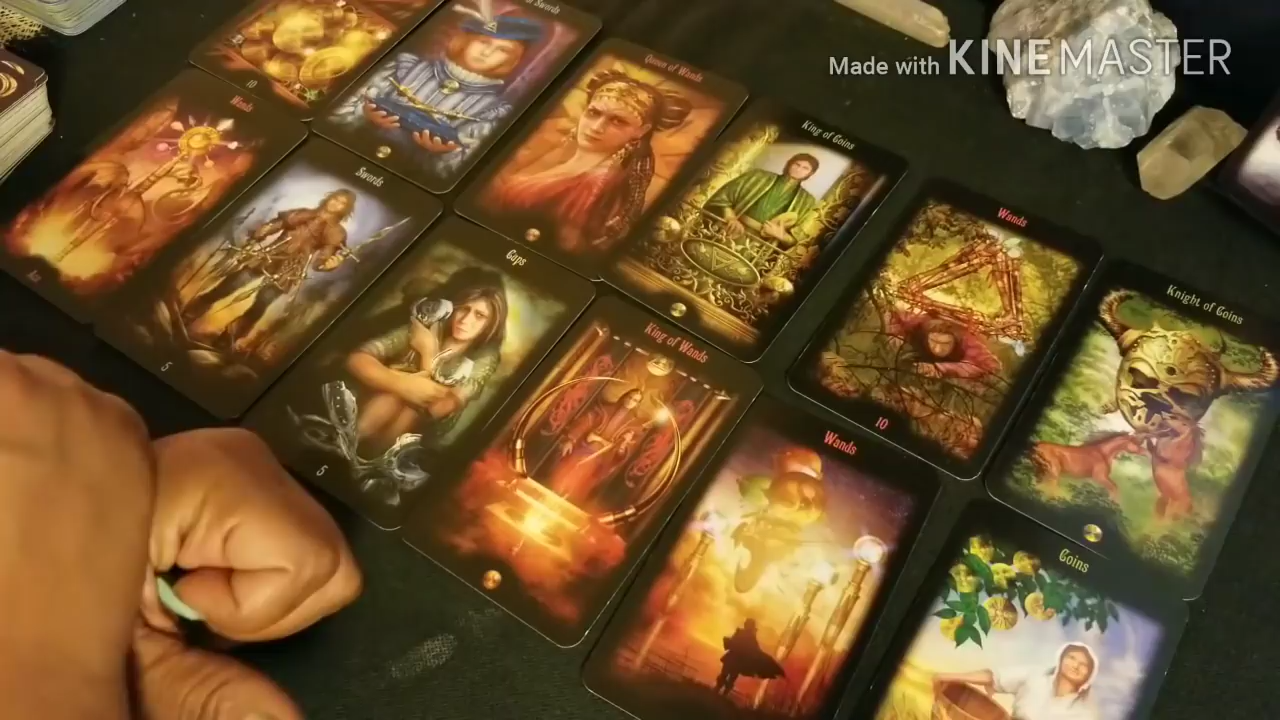 Made with KINEMASTER
10
of Swords
Wands
Ace
Swords
5
Queen of Wands
King of Coins
Cups
5
King of Wands
Wands
10
Knight of Coins
Wands
Coins